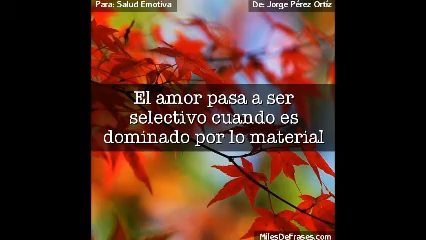 Para: Salud Emotiva
De: Jorge Pérez Ortíz
El amor pasa a ser
selectivo cuando es
dominado por lo material
MilesDeFrases.com